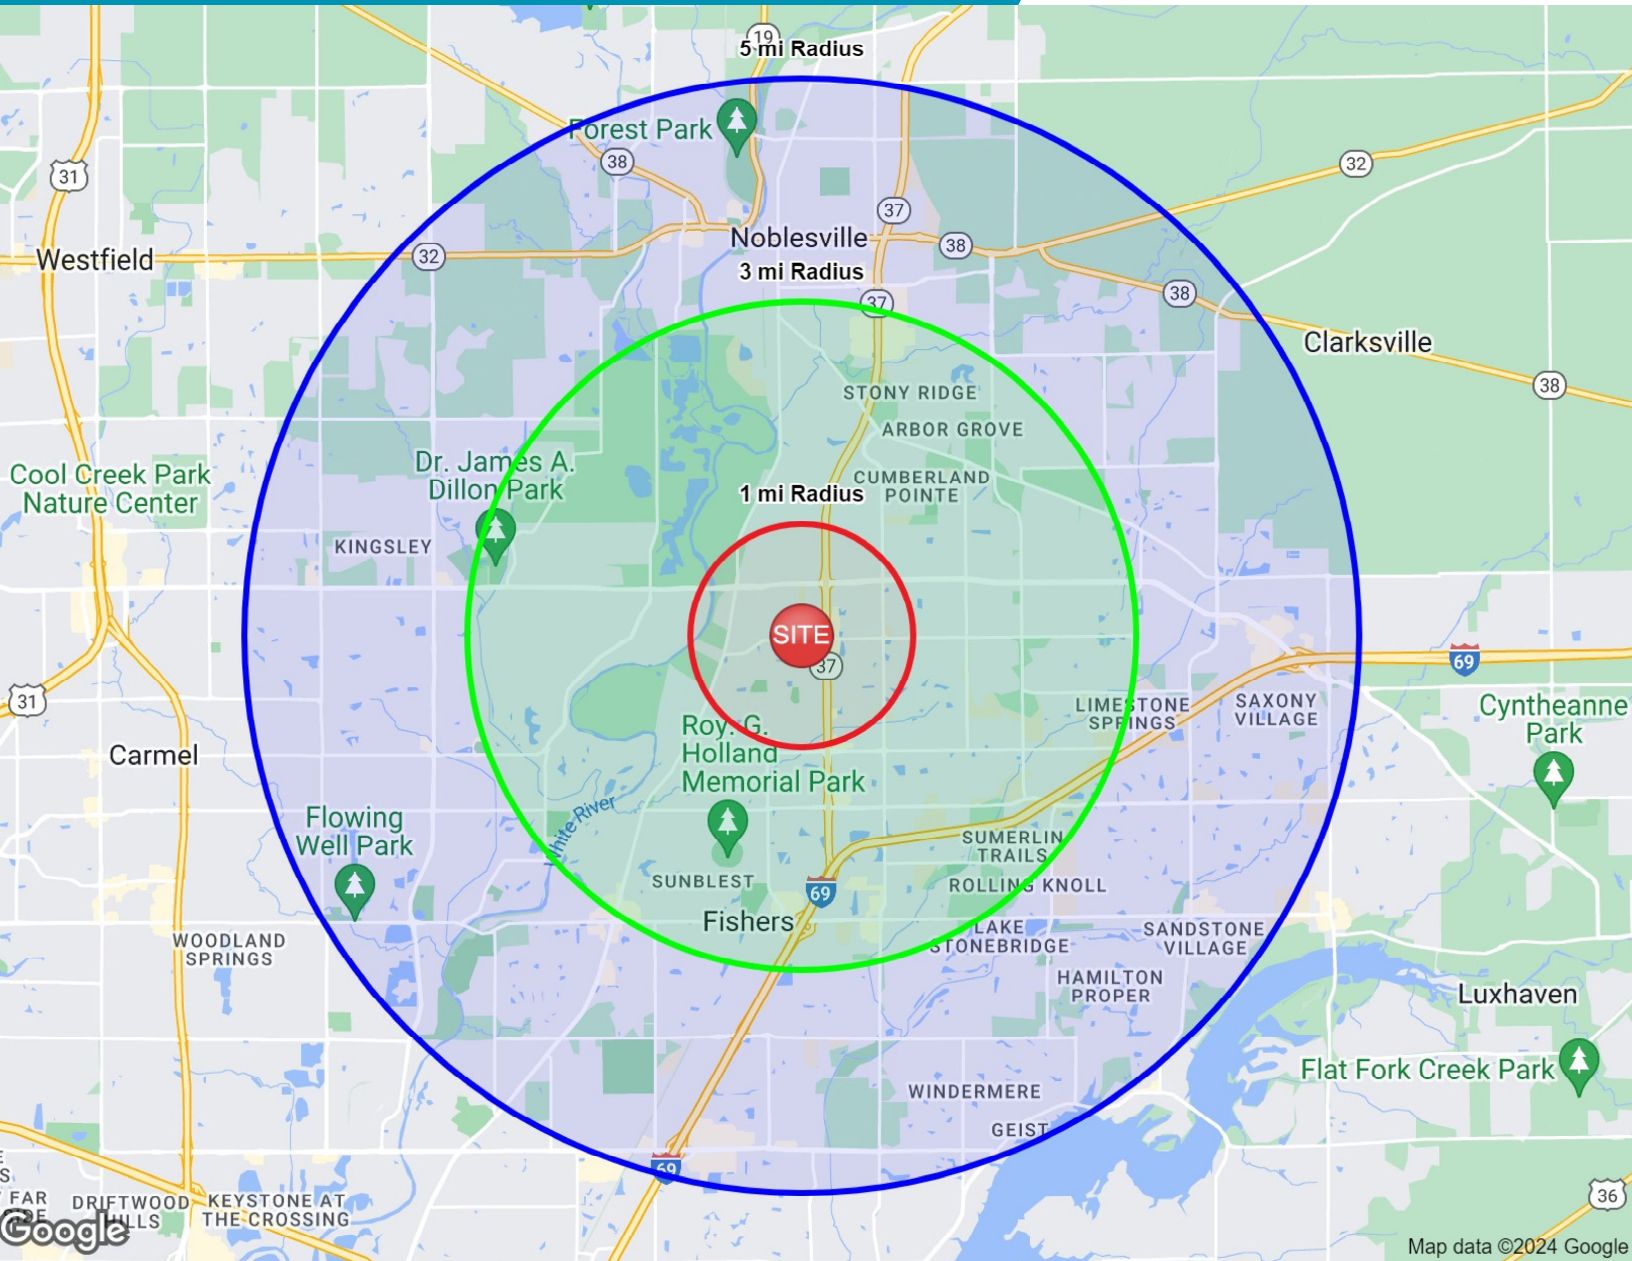 19
5 mi Radius
Forest Park
38
31
32
37
Noblesville
38
Westfield
32
3 mi Radius
38
37
Clarksville
38
STONY RIDGE
ARBOR GROVE
Dr. James A.
Dillon Park
Cool Creek Park
Nature Center
CUMBERLAND
POINTE
1 mi Radius
KINGSLEY
SITE
37
69
31
LIMESTONE
SPRINGS
SAXONY
VILLAGE
Cyntheanne
Park
Roy. G.
Holland
Memorial Park
Carmel
Flowing
Well Park
White River
SUMERLIN
TRAILS
SUNBLEST
ROLLING KNOLL
69
Fishers
WOODLAND
SPRINGS
LAKE
STONEBRIDGE
SANDSTONE
VILLAGE
HAMILTON
PROPER
Luxhaven
Flat Fork Creek Park
WINDERMERE
GEIST
69
FAR
DRIFTWOOD
HILLS
KEYSTONE AT
THE CROSSING
36
Google
Map data ©2024 Google